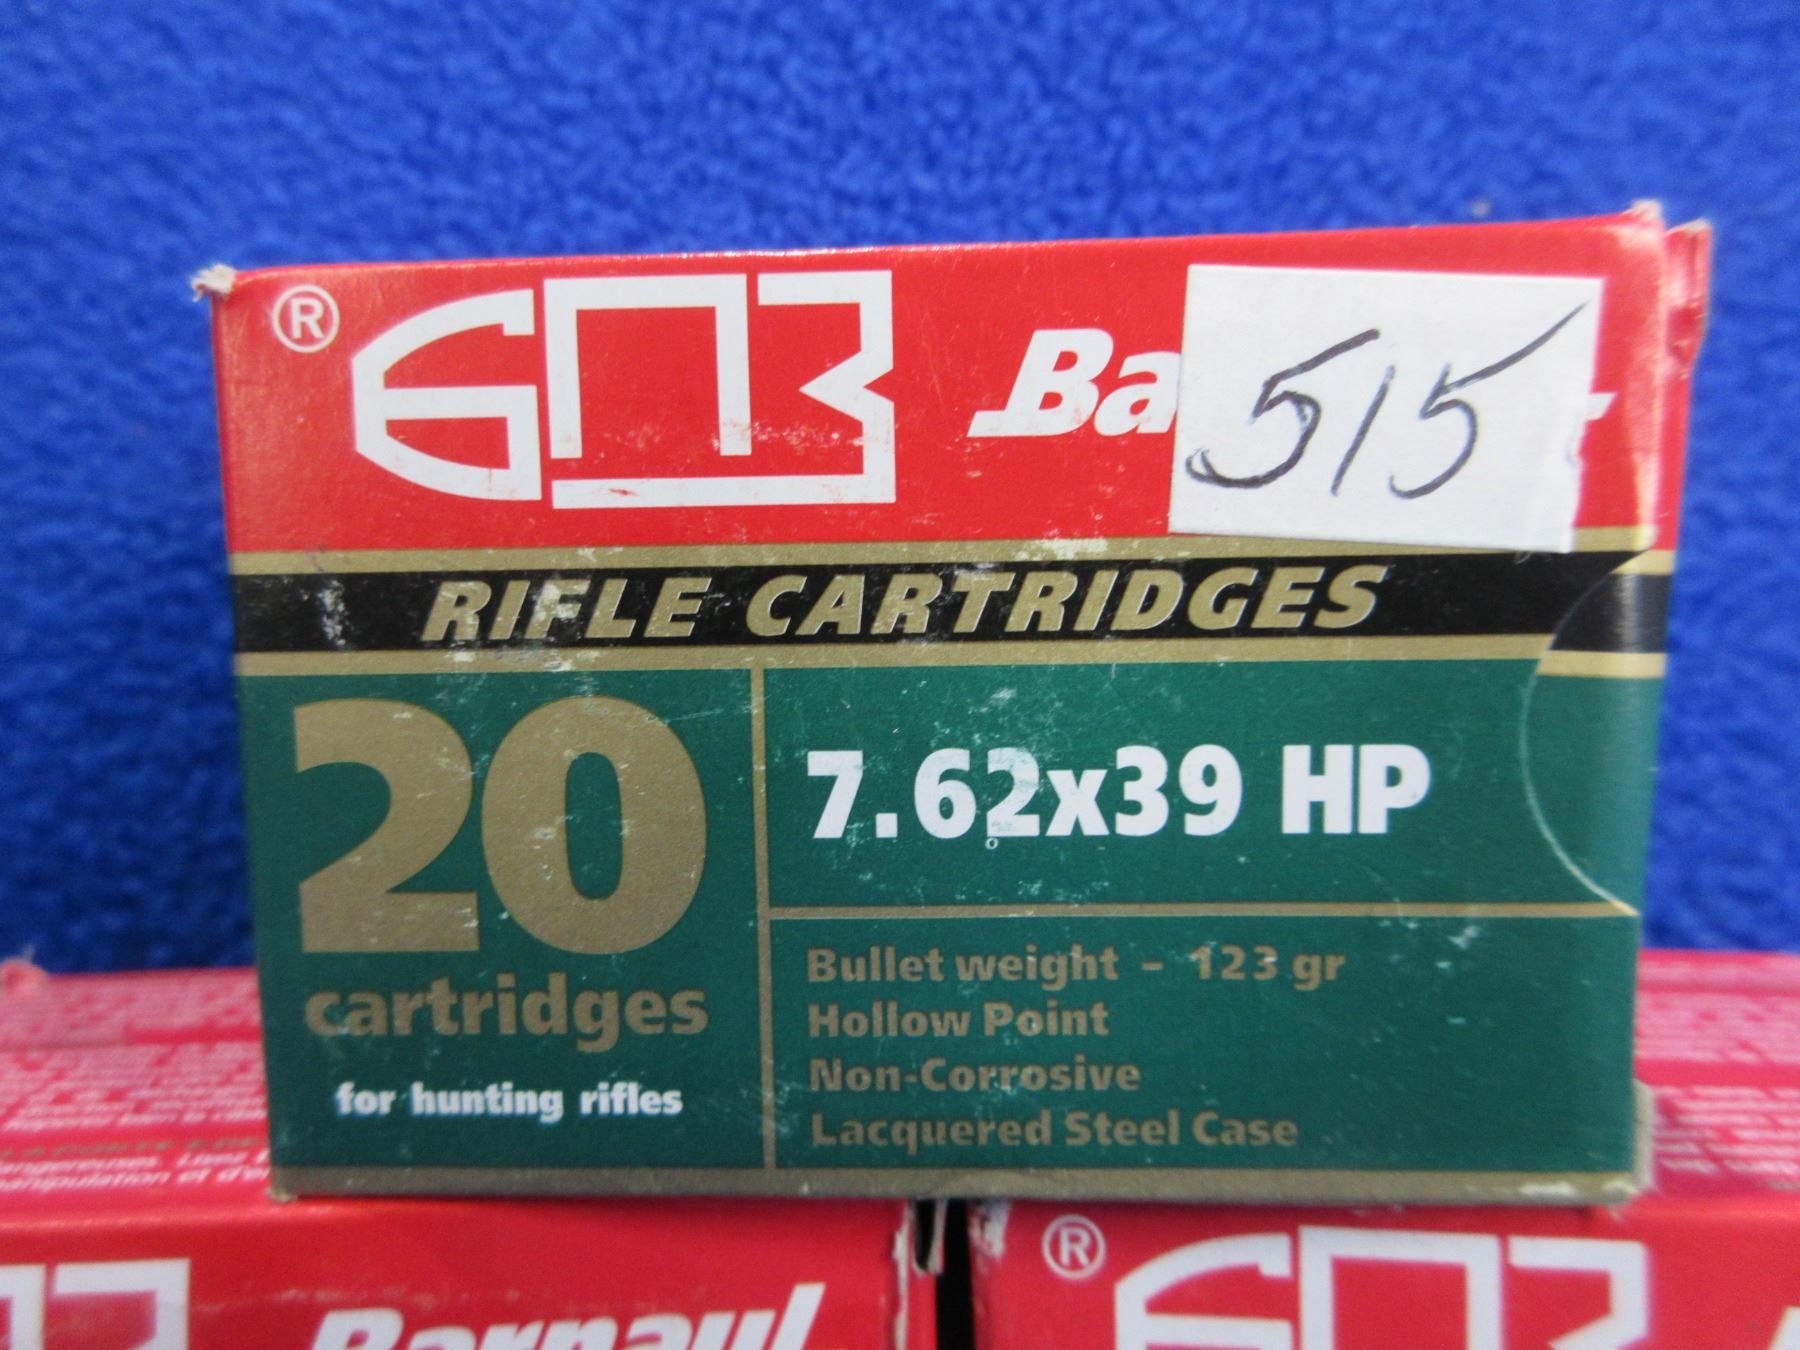 ® БПЗ Ba
515
RIFLE CARTRIDGES
20
cartridges
for hunting rifles
7.62x39 HP
Bullet weight - 123 gr
Hollow Point
Non-Corrosive
Lacquered Steel Case
Barnaul
® БПЗ